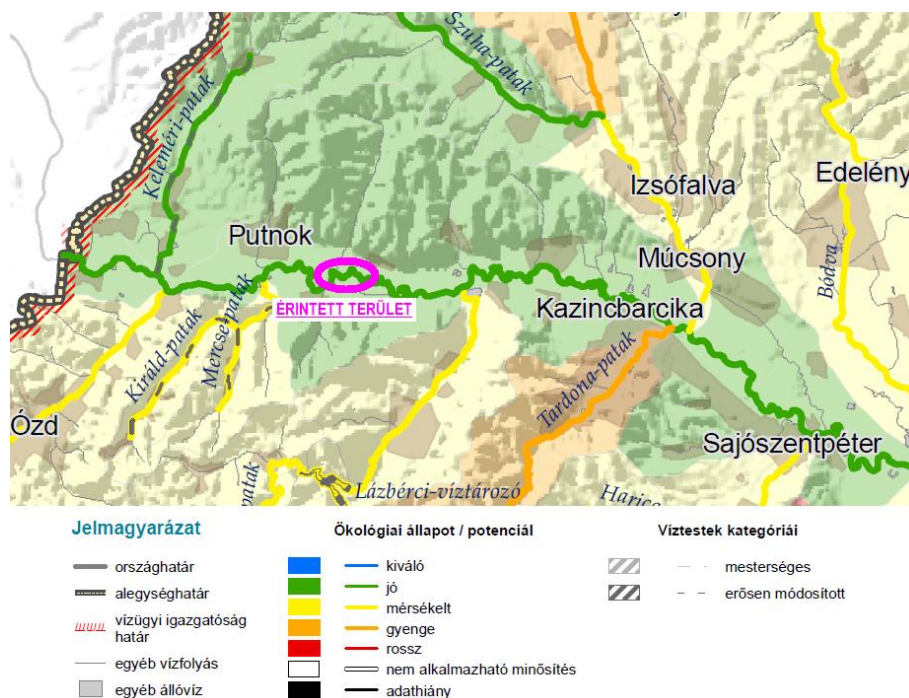 Szuha-patak
Keleméri-patak
Izsófalva
Edelény
Putnok
Múcsony
Bódva
ÉRINTETT TERÜLET
Kazincbarcika
Király-patak
Mercse-patak
Tardona-patak
Ózd
Sajószentpéter
patak
Lázbérci-víztározó
Harica
Jelmagyarázat
Ökológiai állapot / potenciál
Víztestek kategóriái
országhatár
kiváló
mesterséges
alegységhatár
jó
erősen módosított
vízügyi igazgatóság
határ
mérsékelt
gyenge
rossz
egyéb vízfolyás
nem alkalmazható minősítés
egyéb állóvíz
adathiány